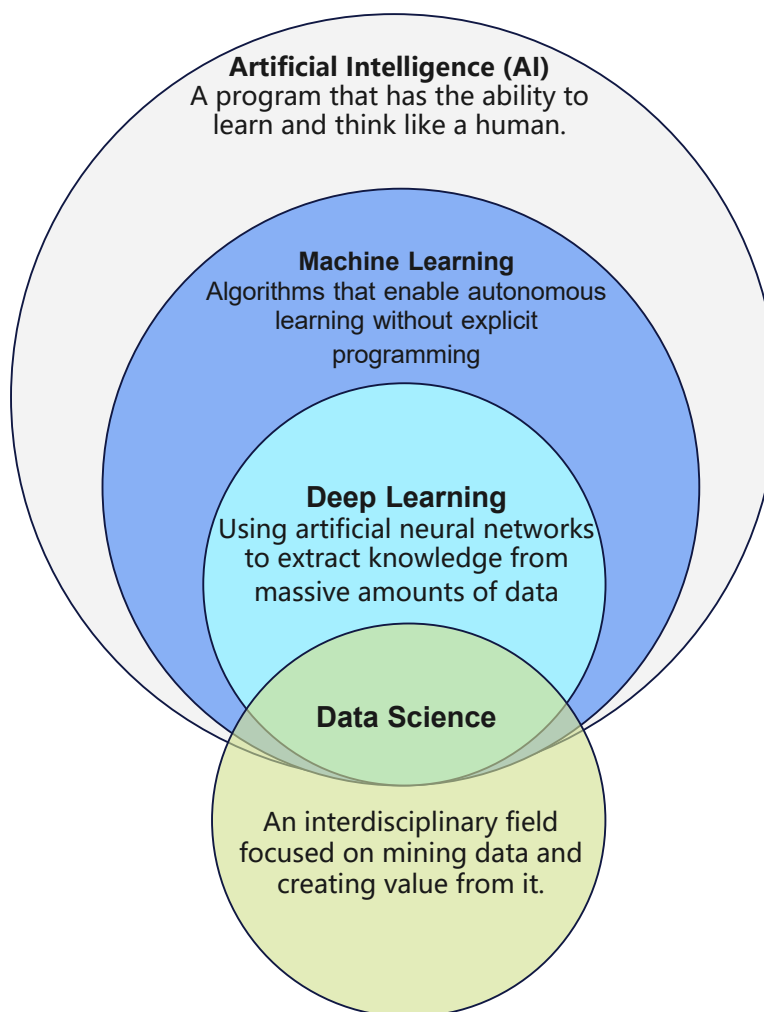 Artificial Intelligence (AI)
A program that has the ability to
learn and think like a human.
Machine Learning
Algorithms that enable autonomous
learning without explicit
programming
Deep Learning
Using artificial neural networks
to extract knowledge from
massive amounts of data
Data Science
An interdisciplinary field
focused on mining data and
creating value from it.